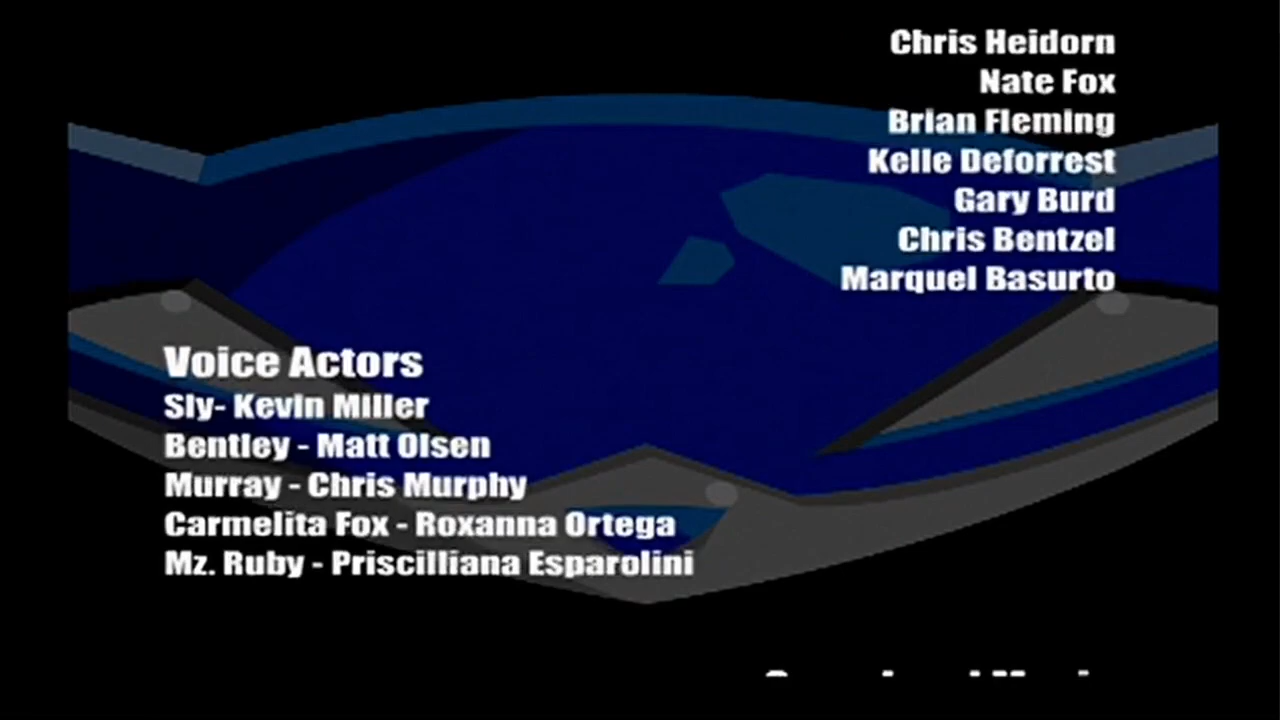 Chris Heidorn
Nate Fox
Brian Fleming
Kelle Deforrest
Gary Burd
Chris Bentzel
Marquel Basurto
Voice Actors
Sly- Kevin Miller
Bentley - Matt Olsen
Murray - Chris Murphy
Carmelita Fox - Roxanna Ortega
Mz. Ruby - Priscilliana Esparolini